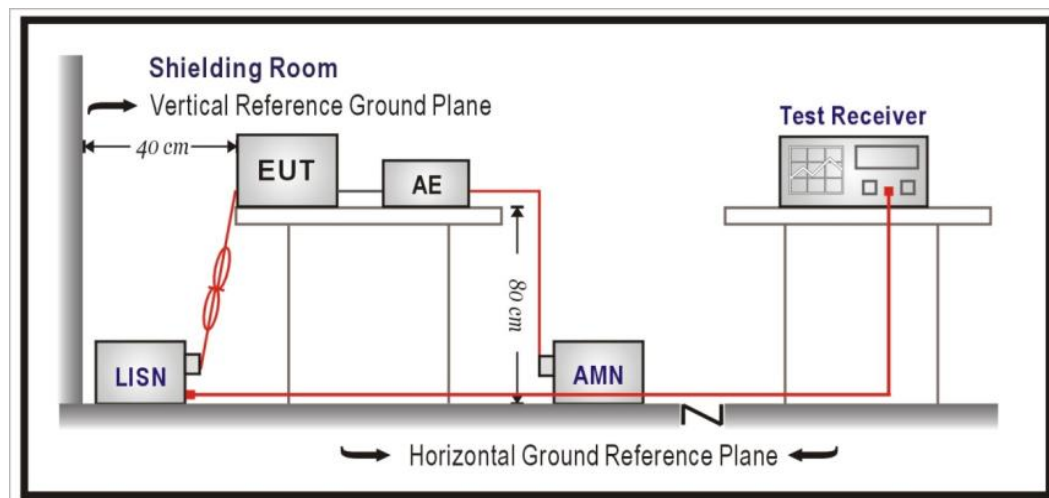 Shielding Room
Vertical Reference Ground Plane
Test Receiver
40 cm
EUT
AE
80 cm
LISN
AMN
Horizontal Ground Reference Plane